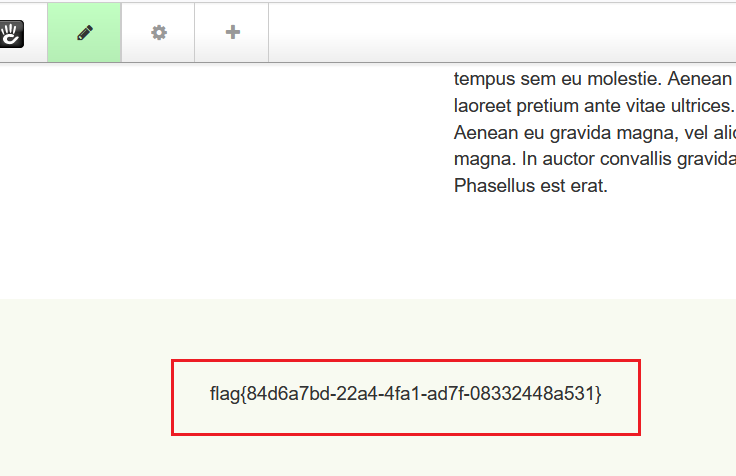 tempus sem eu molestie. Aenean
laoreet pretium ante vitae ultrices.
Aenean eu gravida magna, vel
magna. In auctor convallis gravida
Phasellus est erat.
flag{84d6a7bd-22a4-4fa1-ad7f-08332448a531}